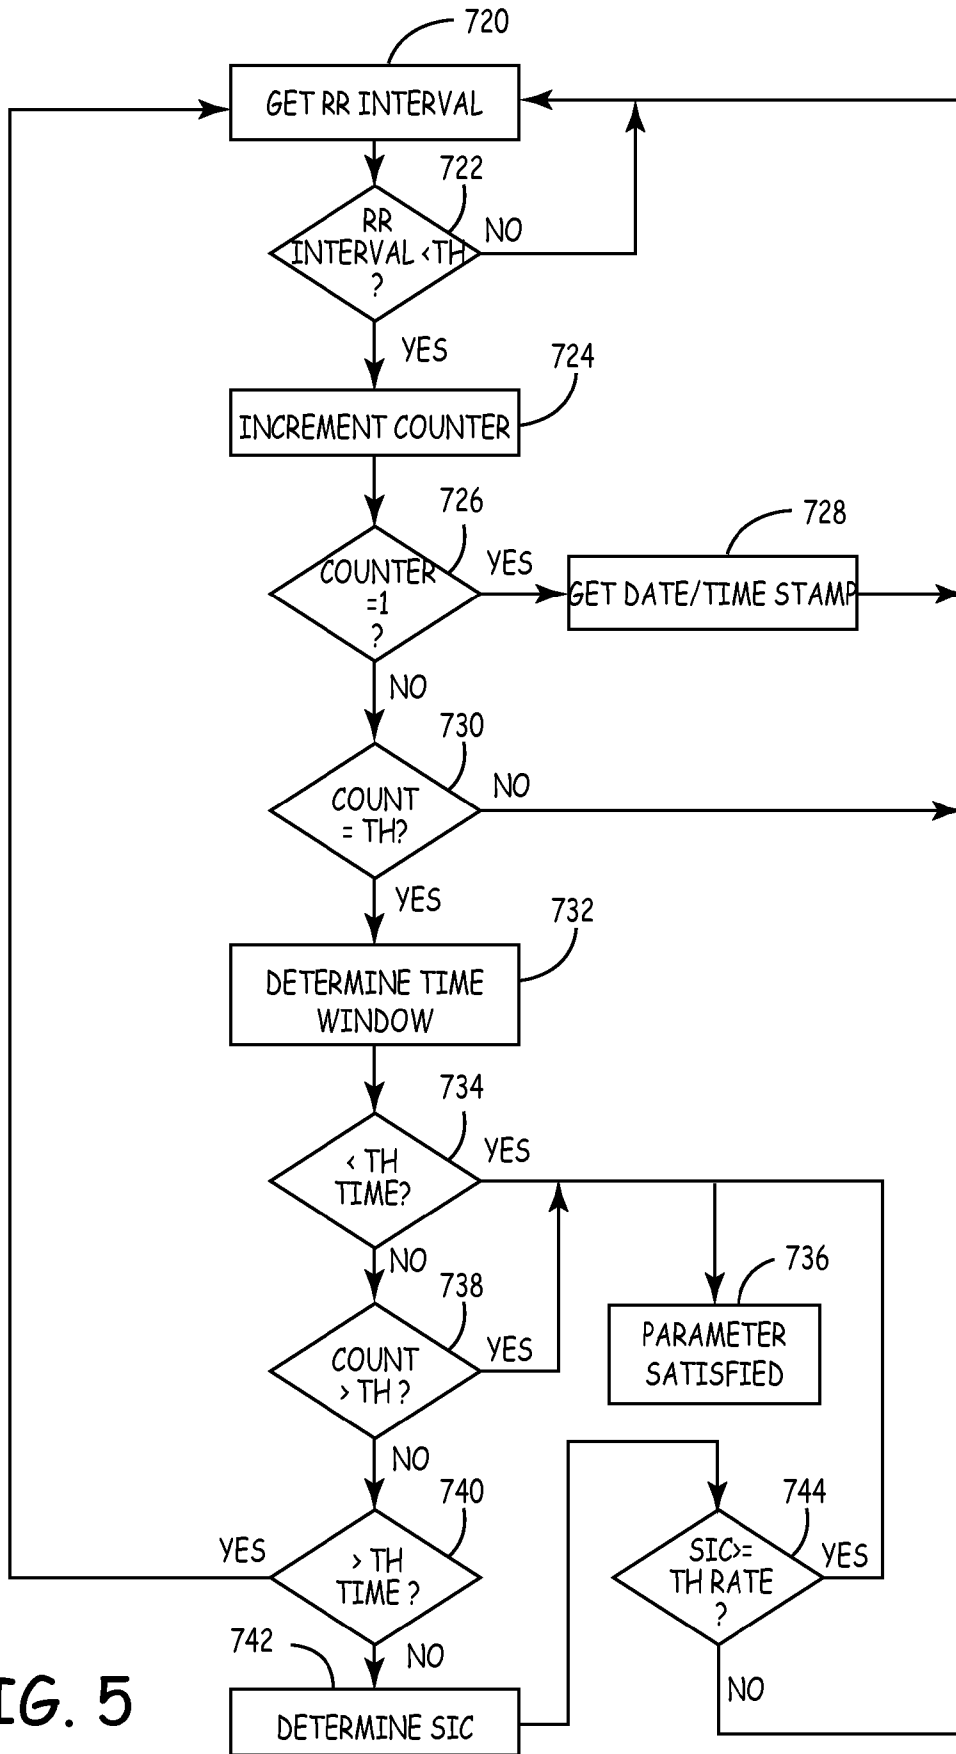 720
GET RR INTERVAL
722
RR
INTERVAL <TH
?
NO
YES
724
INCREMENT COUNTER
726
COUNTER
=1
?
YES
728
GET DATE/TIME STAMP
NO
730
COUNT
= TH?
NO
YES
732
DETERMINE TIME
WINDOW
734
< TH
TIME?
YES
NO
736
PARAMETER
SATISFIED
738
COUNT
> TH ?
YES
NO
740
> TH
TIME ?
YES
NO
744
SIC>=
TH RATE
?
YES
NO
742
DETERMINE SIC
IG. 5